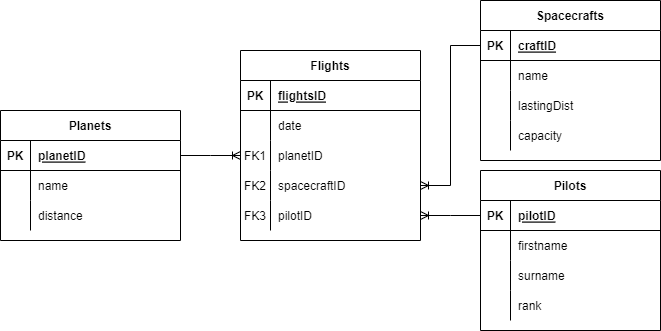 Planets
PK planetID
name
distance
Flights
PK flightsID
date
FK1 planetID
FK2 spacecraftID
FK3 pilotID
Spacecrafts
PK craftID
name
lastingDist
capacity
Pilots
PK pilotID
firstname
surname
rank